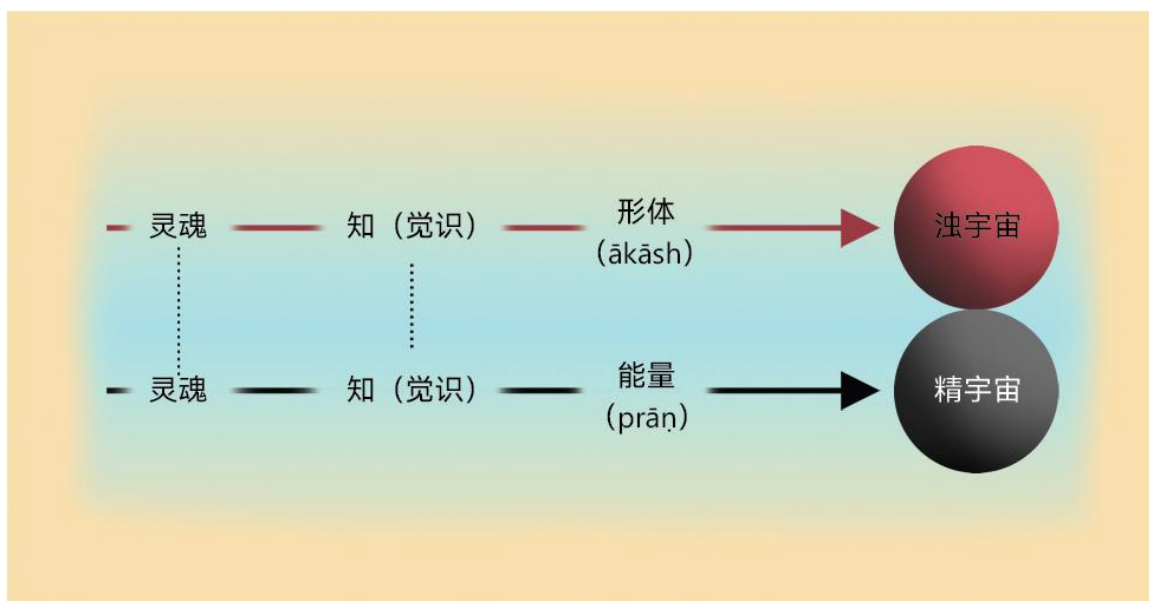 灵魂 知（觉识） 形体 浊宇宙
（ākāsh）
灵魂 知（觉识） 能量 精宇宙
（prāṇ）